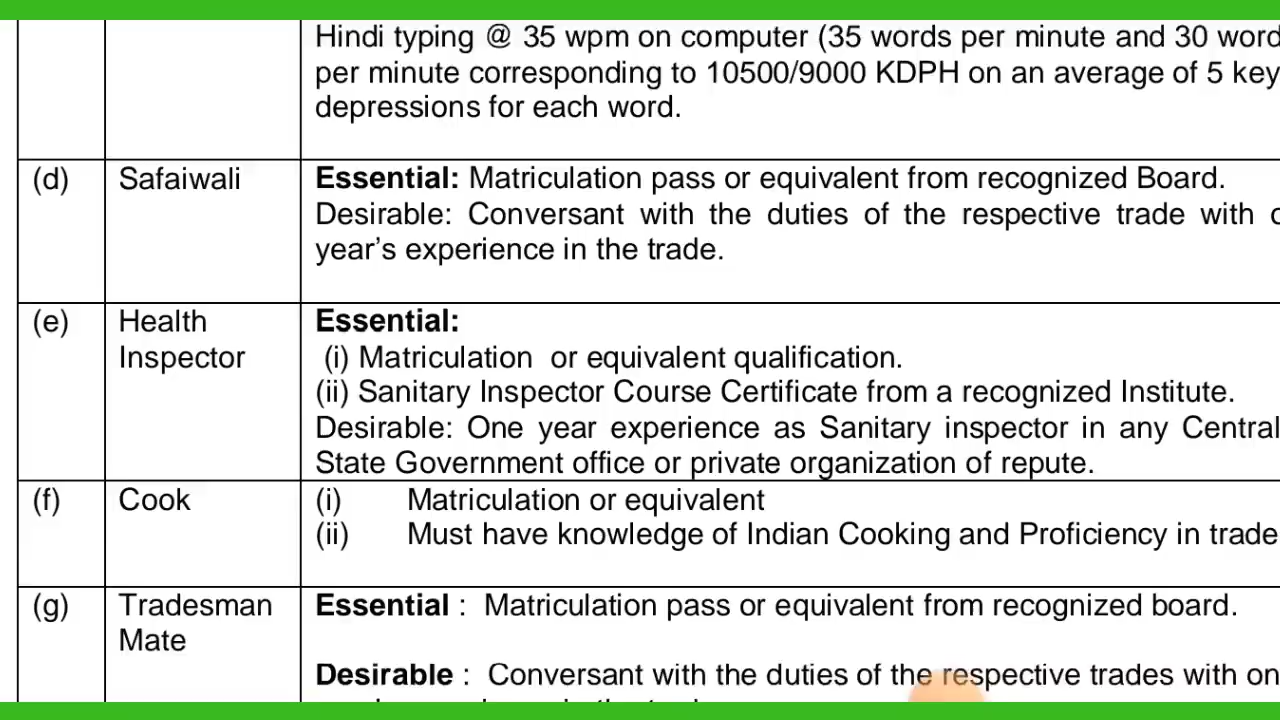 Hindi typing @ 35 wpm on computer (35 words per minute and 30 word
per minute corresponding to 10500/9000 KDPH on an average of 5 key
depressions for each word.
(d) Safaiwali Essential: Matriculation pass or equivalent from recognized Board.
Desirable: Conversant with the duties of the respective trade with
year's experience in the trade.
(e) Health Essential:
Inspector (i) Matriculation or equivalent qualification.
(ii) Sanitary Inspector Course Certificate from a recognized Institute.
Desirable: One year experience as Sanitary inspector in any Central
State Government office or private organization of repute.
(f) Cook (i) Matriculation or equivalent
(ii) Must have knowledge of Indian Cooking and Proficiency in trade
(g) Tradesman Essential : Matriculation pass or equivalent from recognized board.
Mate
Desirable : Conversant with the duties of the respective trades with on